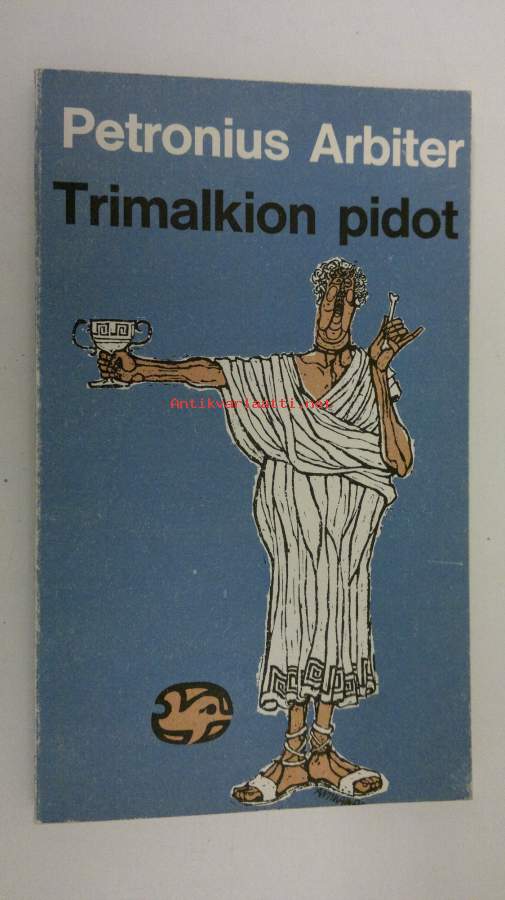 Petronius Arbiter
Trimalkion pidot
Antikvariaatti.net